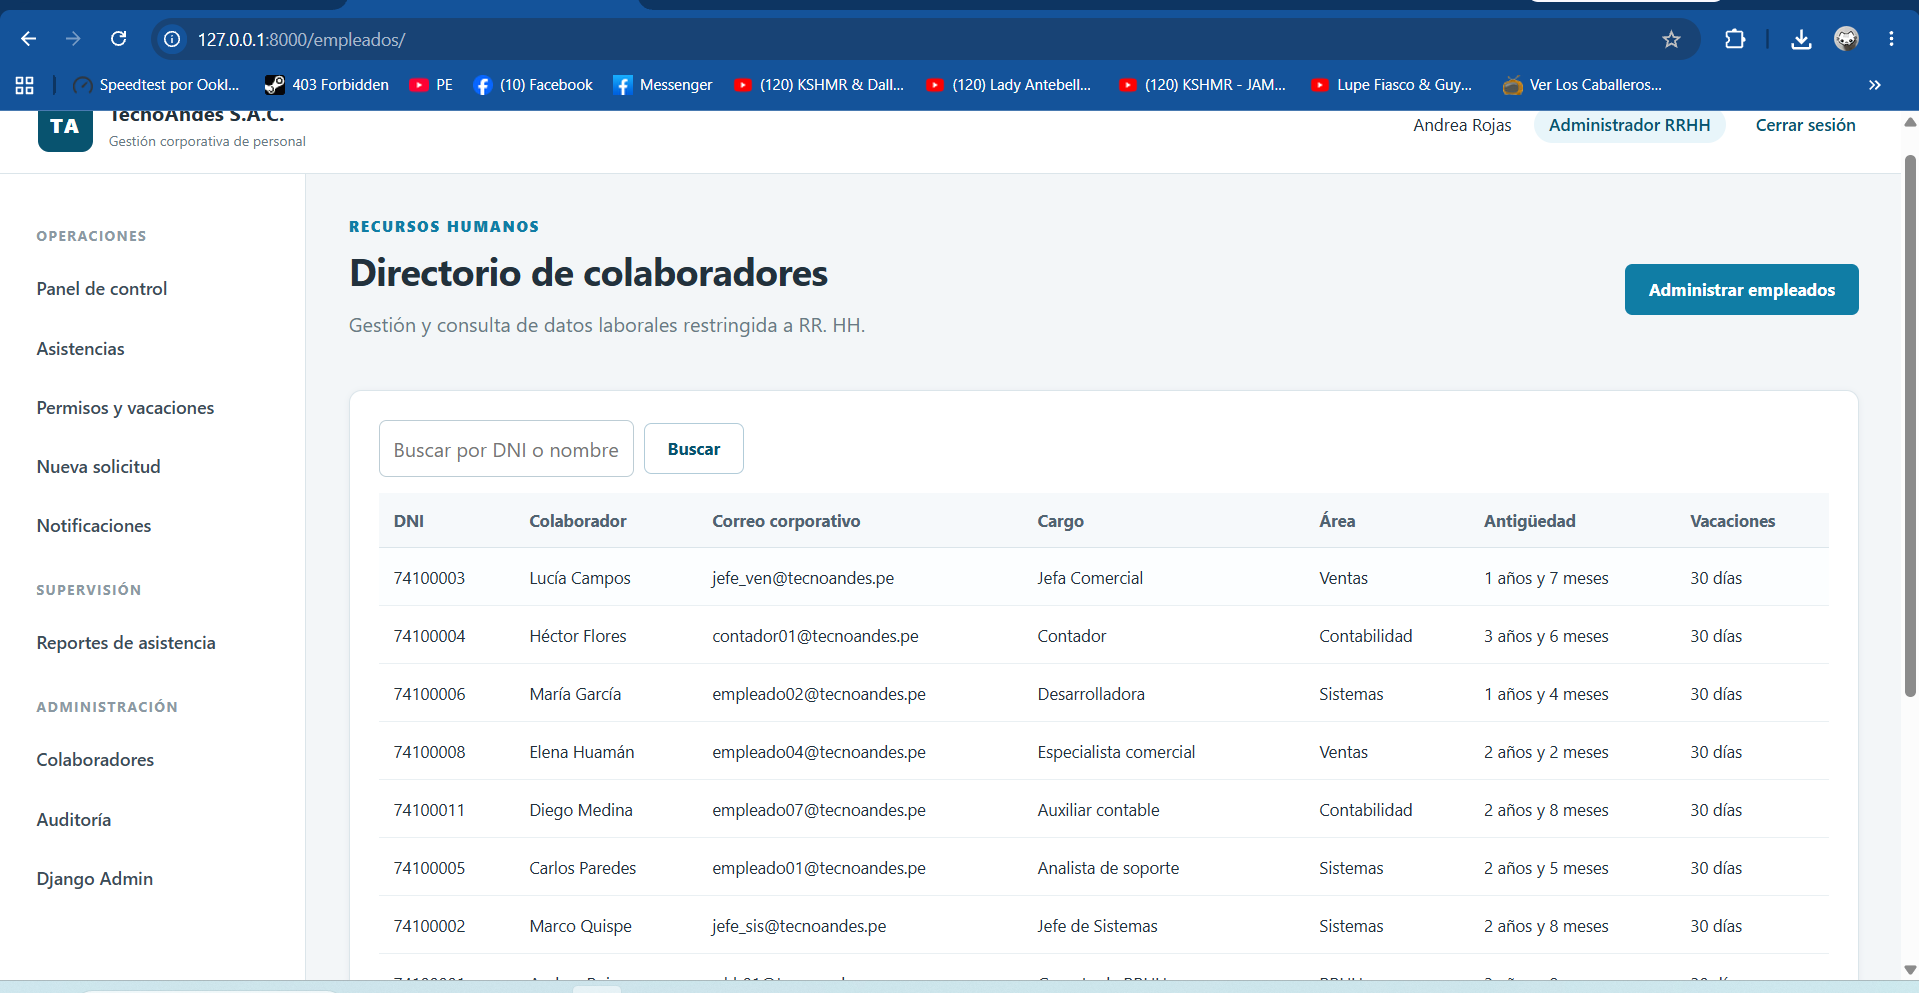 127.0.0.1:8000/empleados/
Speedtest por Ookl...
403 Forbidden
PE
(10) Facebook
Messenger
(120) KSHMR & Dall...
(120) Lady Antebell...
(120) KSHMR - JAM...
Lupe Fiasco & Guy...
Ver Los Caballeros...
»
TA
TecnoAndes S.A.C.
Gestión corporativa de personal
Andrea Rojas
Administrador RRHH
Cerrar sesión
OPERACIONES
Panel de control
Asistencias
Permisos y vacaciones
Nueva solicitud
Notificaciones
SUPERVISIÓN
Reportes de asistencia
ADMINISTRACIÓN
Colaboradores
Auditoría
Django Admin
RECURSOS HUMANOS
Directorio de colaboradores
Gestión y consulta de datos laborales restringida a RR. HH.
Administrar empleados
Buscar por DNI o nombre
Buscar
DNI Colaborador Correo corporativo Cargo Área Antigüedad Vacaciones
74100003 Lucía Campos jefe_ven@tecnoandes.pe Jefa Comercial Ventas 1 años y 7 meses 30 días
74100004 Héctor Flores contador01@tecnoandes.pe Contador Contabilidad 3 años y 6 meses 30 días
74100006 María García empleado02@tecnoandes.pe Desarrolladora Sistemas 1 años y 4 meses 30 días
74100008 Elena Huamán empleado04@tecnoandes.pe Especialista comercial Ventas 2 años y 2 meses 30 días
74100011 Diego Medina empleado07@tecnoandes.pe Auxiliar contable Contabilidad 2 años y 8 meses 30 días
74100005 Carlos Paredes empleado01@tecnoandes.pe Analista de soporte Sistemas 2 años y 5 meses 30 días
74100002 Marco Quispe jefe_sis@tecnoandes.pe Jefe de Sistemas Sistemas 2 años y 8 meses 30 días